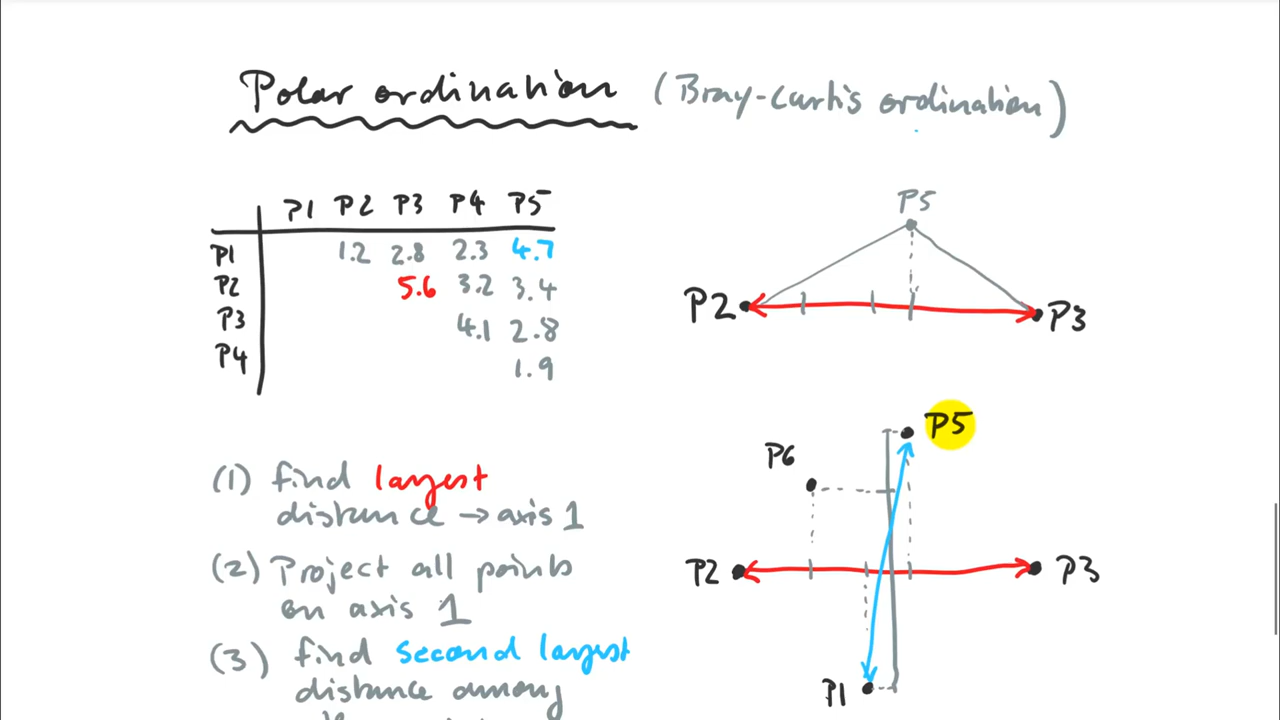 Polar ordination (Bray-Curtis ordination)
P1 P2 P3 P4 P5
P1 1.2 2.8 2.3 4.7
P2 5.6 3.2 3.4
P3 4.1 2.8
P4 1.9
(1) find largest
distance → axis 1
(2) Project all points
on axis 1
(3) find second largest
distance among
P5
P2 P3
P5
P6
P2 P3
P1